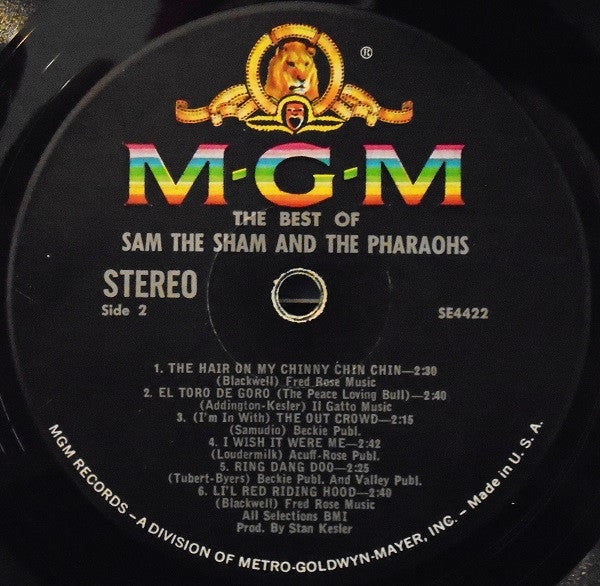 ®
M-G-M
THE BEST OF
SAM THE SHAM AND THE PHARAOHS
STEREO
Side 2
SE4422
1. THE HAIR ON MY CHINNY CHIN CHIN—2:30
(Blackwell) Fred Rose Music
2. EL TORO DE GORO (The Peace Loving Bull)—2:40
(Addington-Kesler) Il Gatto Music
3. (I'm In With) THE OUT CROWD—2:15
(Samudio) Beckie Publ.
4. I WISH IT WERE ME—2:42
(Loudermilk) Acuff-Rose Publ.
5. RING DANG DOO—2:25
(Tubert-Byers) Beckie Publ. And Valley Publ.
6. LI'L RED RIDING HOOD—2:40
(Blackwell) Fred Rose Music
All Selections BMI
Prod. By Stan Kesler
MGM RECORDS—A DIVISION OF METRO-GOLDWYN-MAYER, INC. – Made in U. S. A.